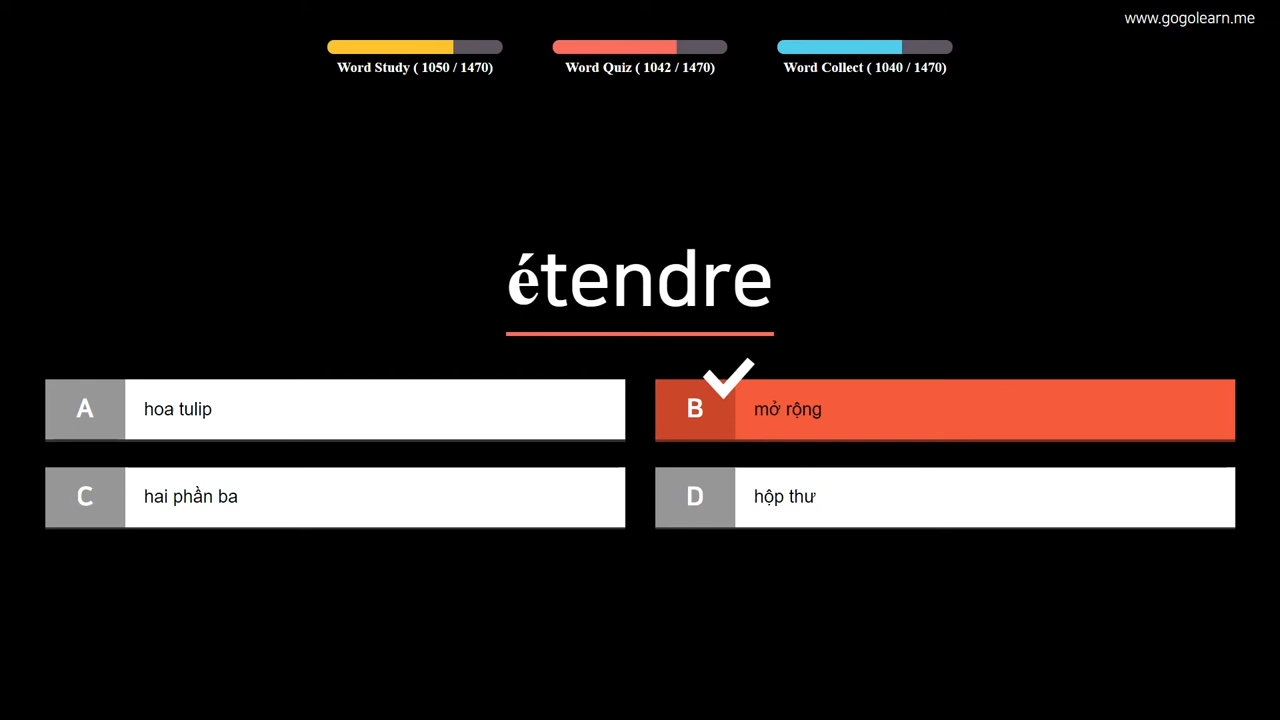 www.gogolearn.me
Word Study ( 1050 / 1470)
Word Quiz ( 1042 / 1470)
Word Collect ( 1040 / 1470)
étendre
A hoa tulip
B mở rộng
C hai phần ba
D hộp thư